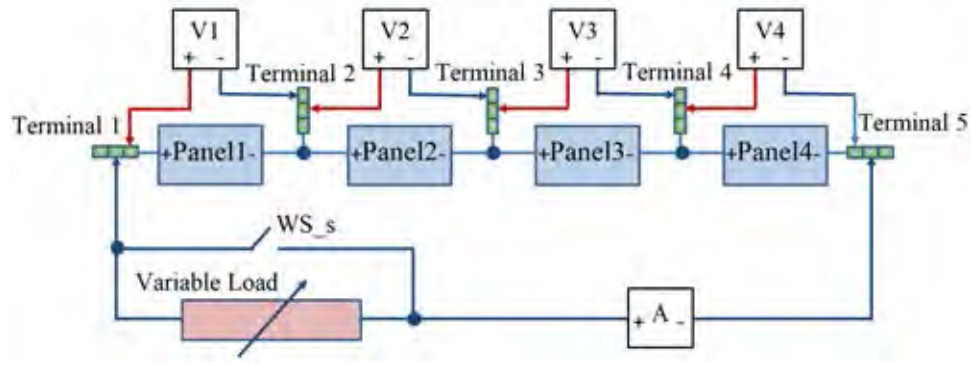 V1
+ -
V2
+ -
V3
+ -
V4
+ -
Terminal 2
Terminal 3
Terminal 4
Terminal 1
Terminal 5
+Panel1-
+Panel2-
+Panel3-
+Panel4-
WS_s
Variable Load
+ A -